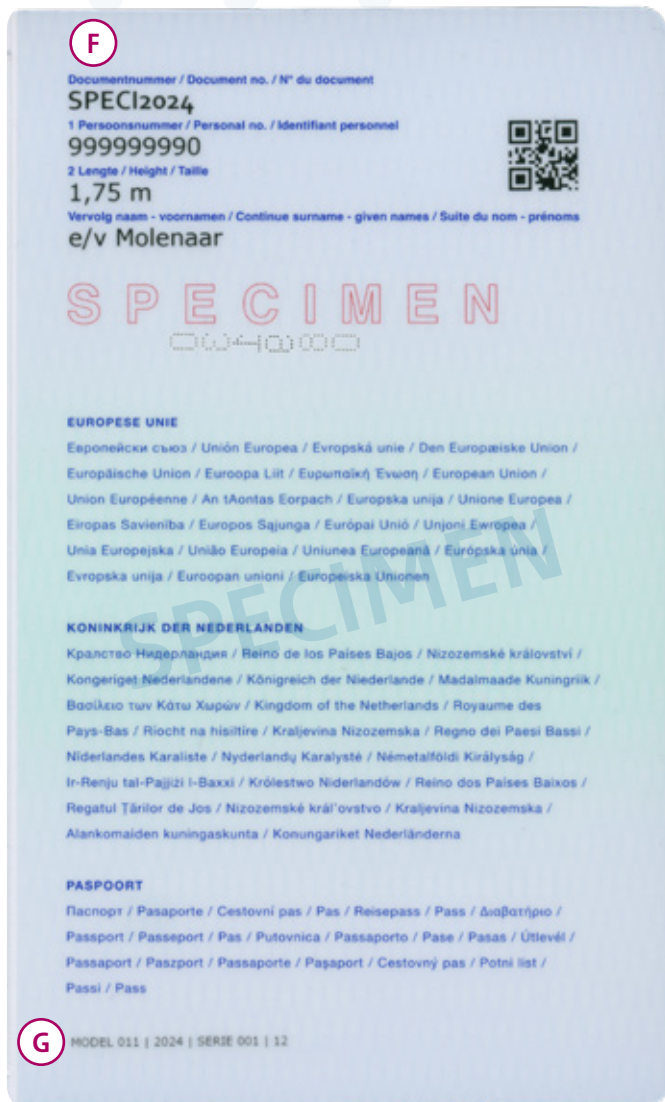 F
Documentnummer / Document no. / N° du document
SPECI2024
1 Persoonsnummer / Personal no. / Identifiant personnel
999999990
2 Lengte / Height / Taille
1,75 m
Vervolg naam - voornamen / Continue surname - given names / Suite du nom - prénoms
e/v Molenaar
SPECIMEN
EUROPESE UNIE
Европейски съюз / Unión Europea / Evropská unie / Den Europæiske Union /
Europäische Union / Euroopa Liit / Ευρωπαϊκή Ένωση / European Union /
Union Européenne / An tAontas Eorpach / Europska unija / Unione Europea /
Eiropas Savienība / Europos Sąjunga / Európai Unió / Unjoni Ewropea /
Unia Europejska / União Europeia / Uniunea Europeană / Európska únia /
Evropska unija / Euroopan unioni / Europeiska Unionen
SPECIMEN
KONINKRIJK DER NEDERLANDEN
Кралство Нидерландия / Reino de los Países Bajos / Nizozemské království /
Kongeriget Nederlandene / Königreich der Niederlande / Madalmaade Kuningriik /
Βασίλειο των Κάτω Χωρών / Kingdom of the Netherlands / Royaume des
Pays-Bas / Ríocht na hísiltíre / Kraljevina Nizozemska / Regno dei Paesi Bassi /
Nīderlandes Karaliste / Nyderlandų Karalystė / Németalföldi Királyság /
Ir-Renju tal-Pajjiżi l-Baxxi / Królestwo Niderlandów / Reino dos Países Baixos /
Regatul Țărilor de Jos / Nizozemské kráľovstvo / Kraljevina Nizozemska /
Alankomaiden kuningaskunta / Konungariket Nederländerna
PASPOORT
Паспорт / Pasaporte / Cestovní pas / Pas / Reisepass / Pass / Διαβατήριο /
Passport / Passeport / Pas / Putovnica / Passaporto / Pase / Pasas / Útlevél /
Passaport / Paszport / Passaporte / Pașaport / Cestovný pas / Potni list /
Passi / Pass
G
MODEL 011 | 2024 | SERIE 001 | 12